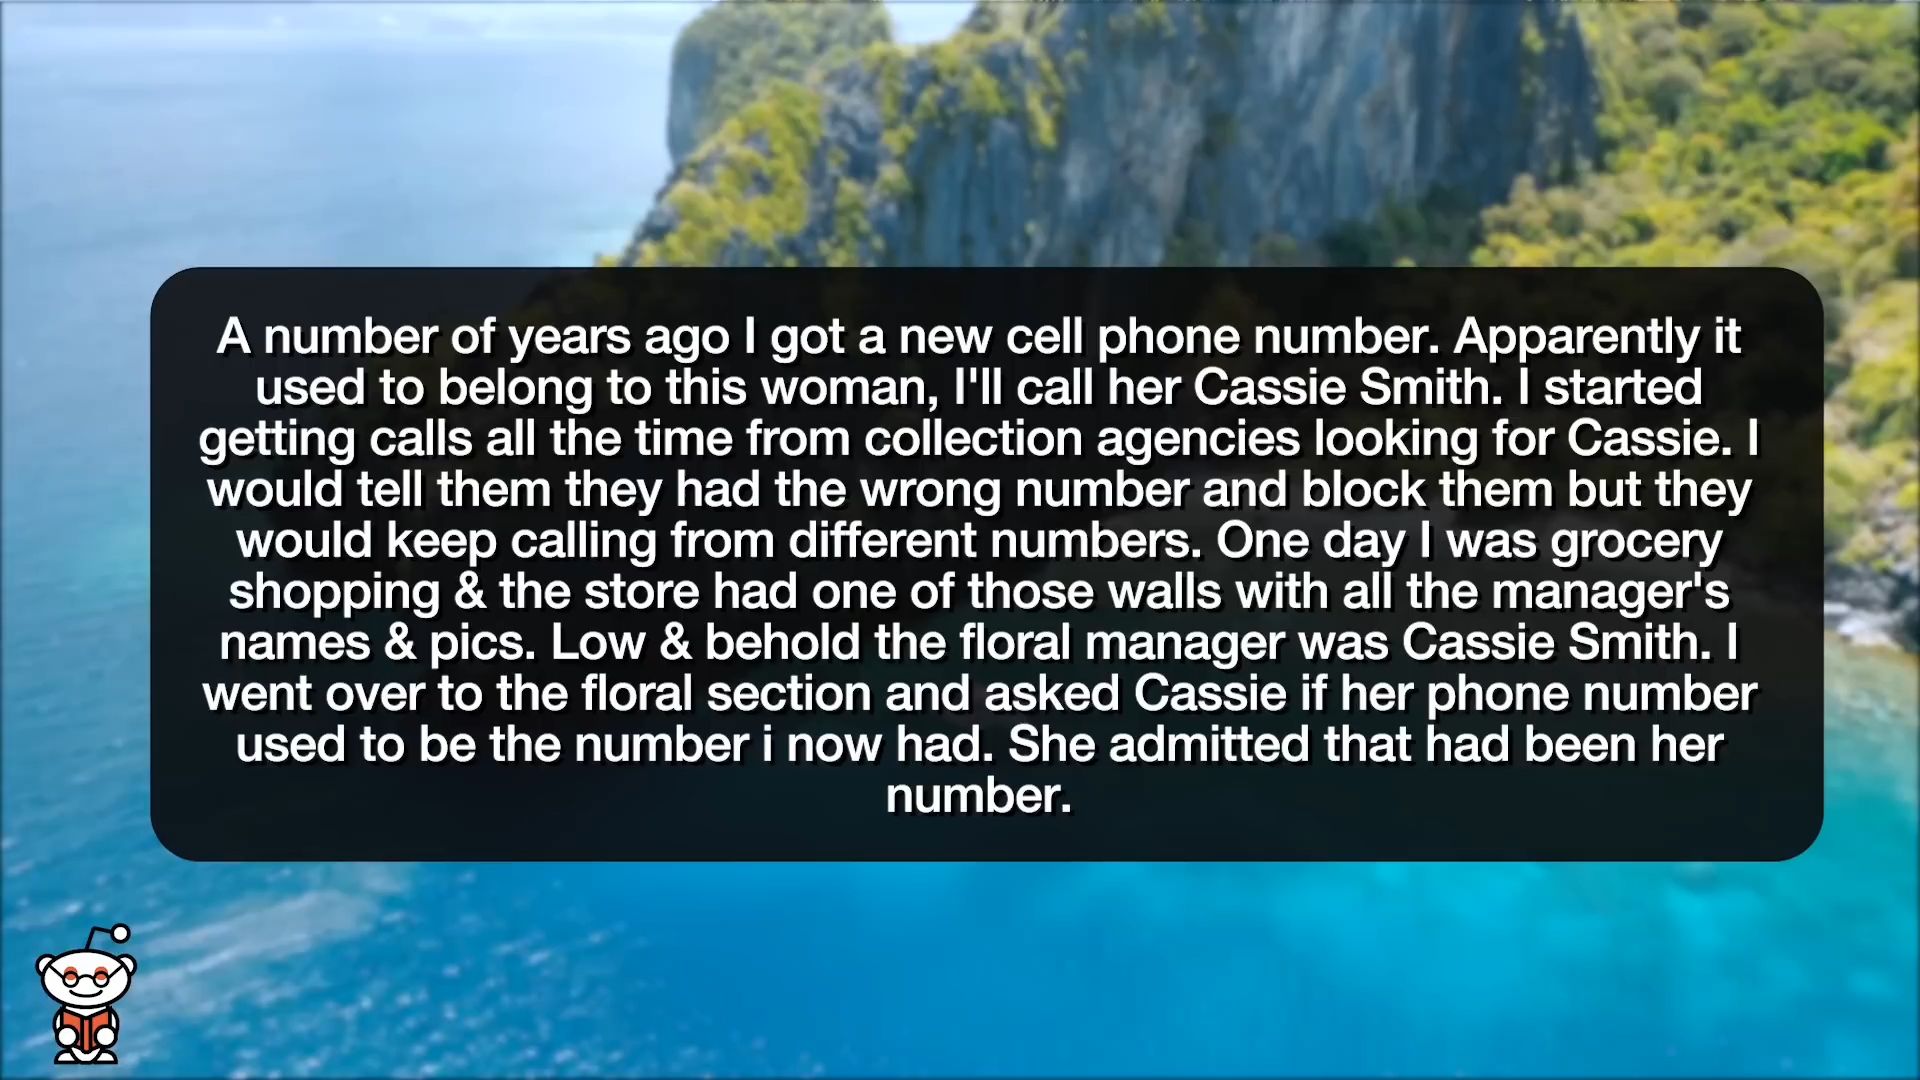 A number of years ago I got a new cell phone number. Apparently it
used to belong to this woman, I'll call her Cassie Smith. I started
getting calls all the time from collection agencies looking for Cassie. I
would tell them they had the wrong number and block them but they
would keep calling from different numbers. One day I was grocery
shopping & the store had one of those walls with all the manager's
names & pics. Low & behold the floral manager was Cassie Smith. I
went over to the floral section and asked Cassie if her phone number
used to be the number i now had. She admitted that had been her
number.